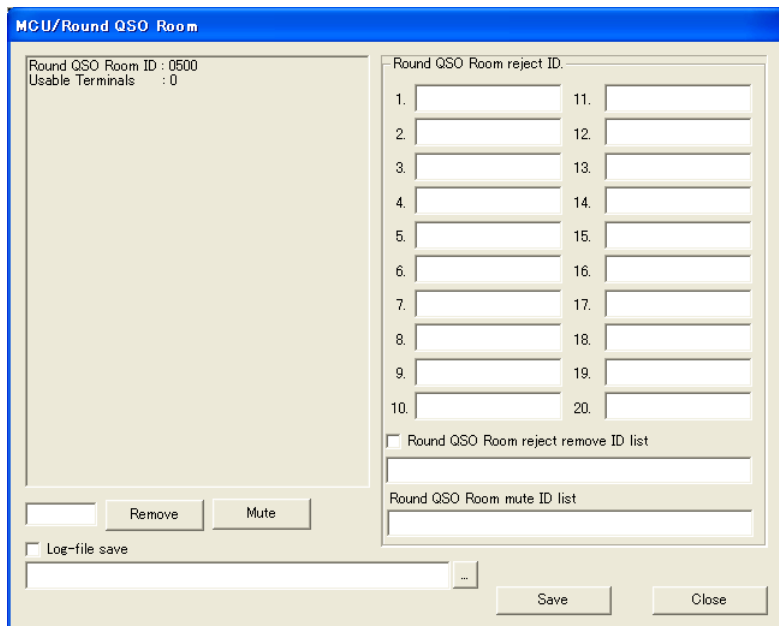 MCU/Round QSO Room
Round QSO Room ID : 0500
Usable Terminals : 0
Remove
Mute
Log-file save
...
Round QSO Room reject ID.
1.
11.
2.
12.
3.
13.
4.
14.
5.
15.
6.
16.
7.
17.
8.
18.
9.
19.
10.
20.
Round QSO Room reject remove ID list
Round QSO Room mute ID list
Save
Close